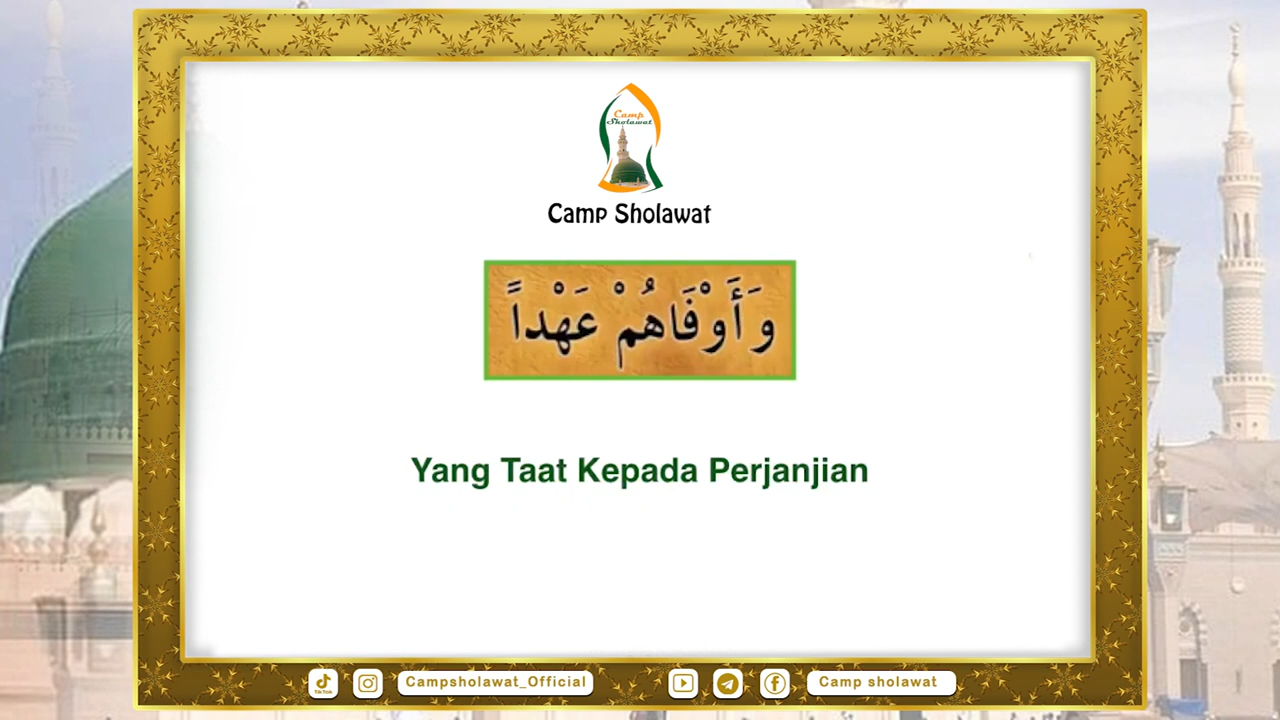 Camp
Sholawat
Camp Sholawat
وَأَوْفَاهُمْ عَهْداً
Yang Taat Kepada Perjanjian
TikTok
Campsholawat_Official
Camp sholawat